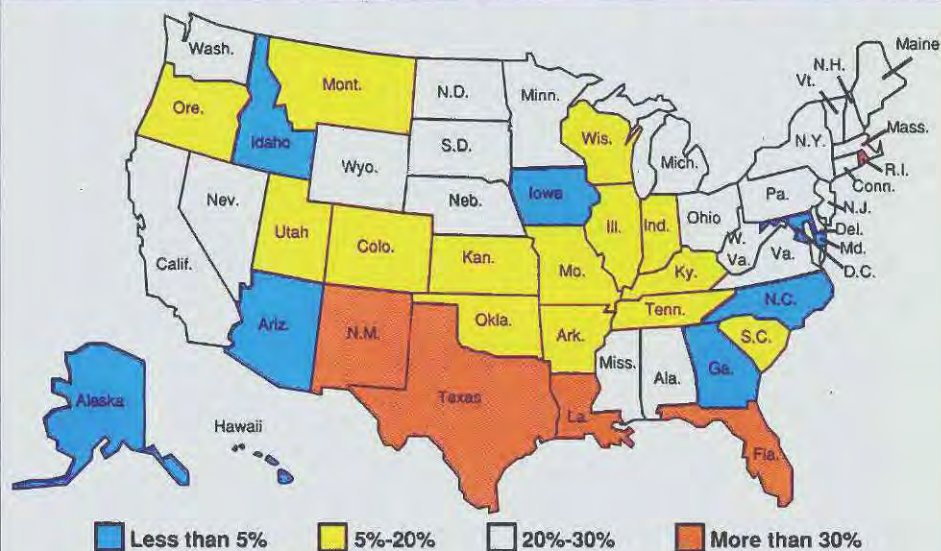 Wash.
Maine
N.H.
Vt.
Mont.
N.D.
Minn.
Ore.
Mass.
Idaho
S.D.
Wis.
N.Y.
Wyo.
Mich.
R.I.
Conn.
Iowa
Pa.
Nev.
Neb.
Ohio
N.J.
Utah
Ill.
Ind.
Del.
Colo.
W.
Va.
Va.
Md.
Calif.
Kan.
Mo.
Ky.
D.C.
N.C.
Ariz.
N.M.
Okla.
Ark.
Tenn.
S.C.
Miss.
Ala.
Ga.
Alaska
Texas
La.
Hawaii
Fla.
Less than 5%
5%-20%
20%-30%
More than 30%